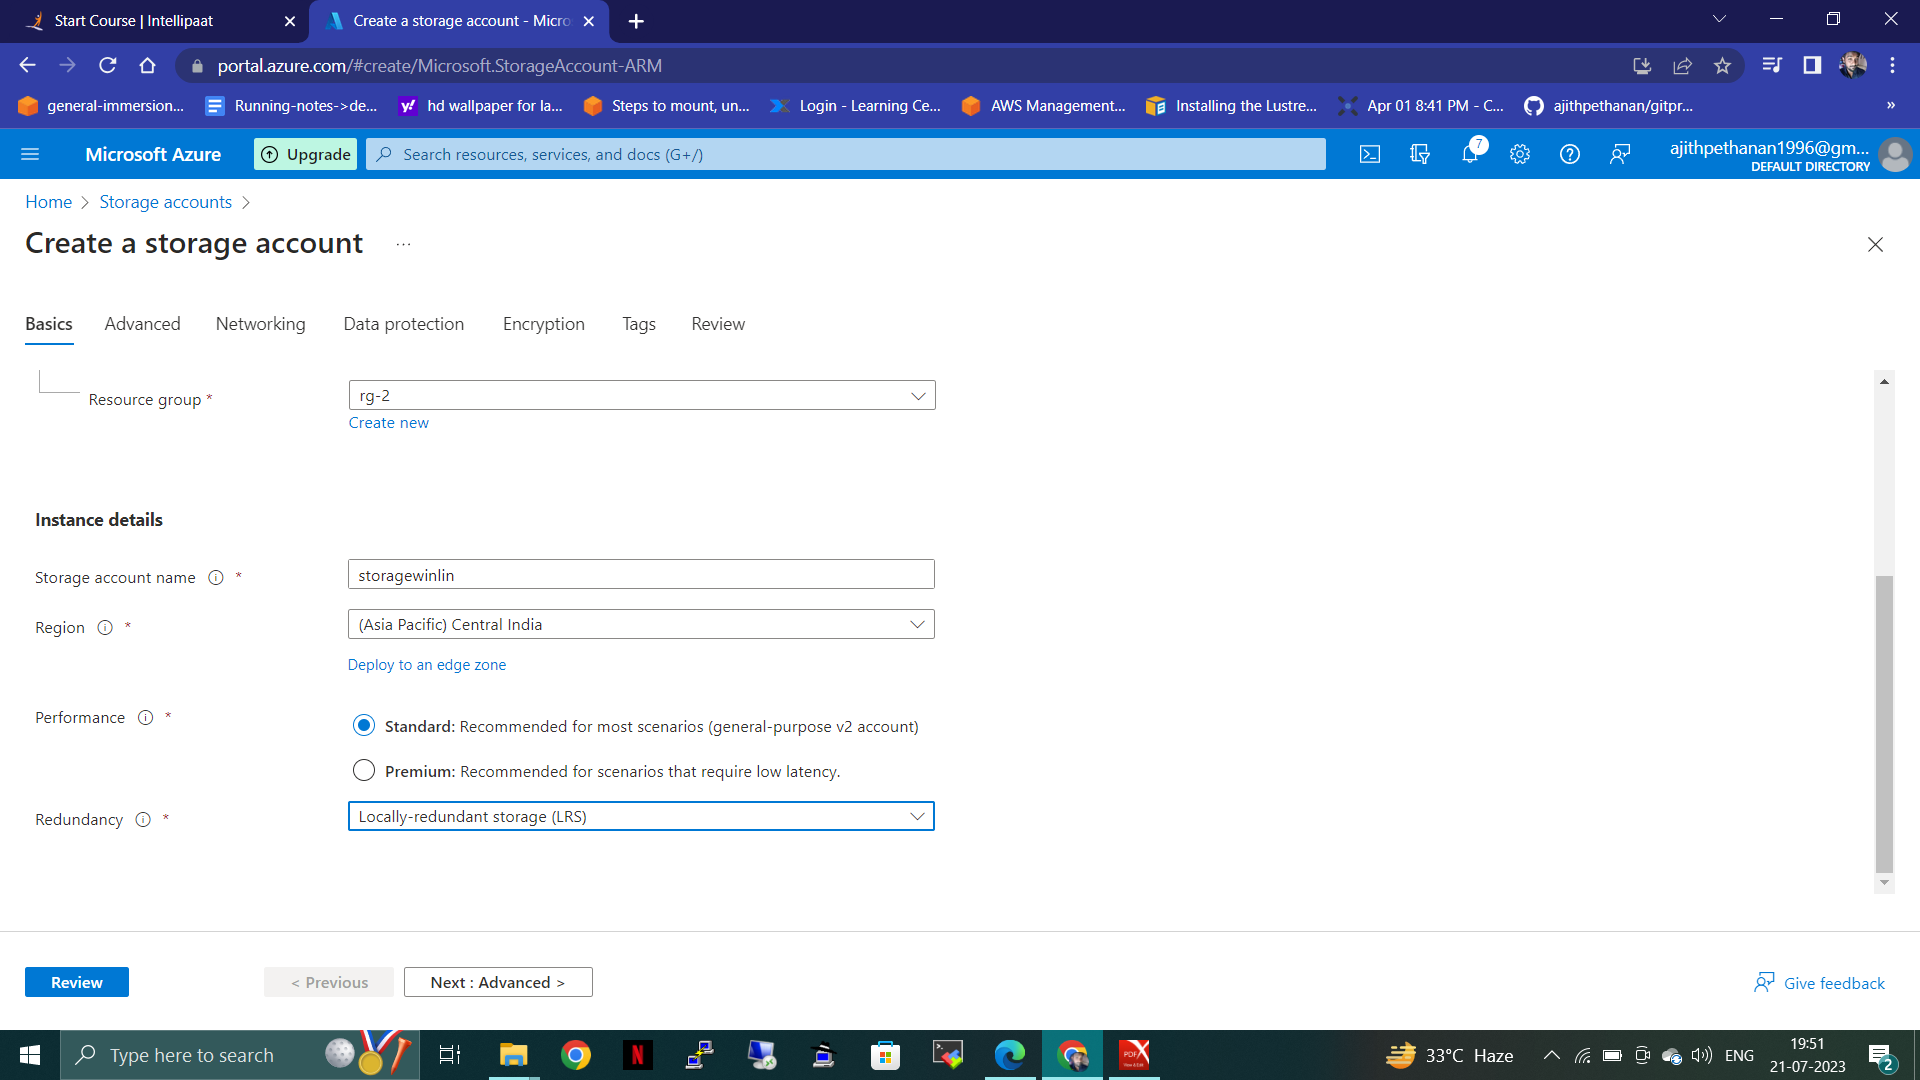 Start Course | Intellipaat
Create a storage account - Micro
portal.azure.com/#create/Microsoft.StorageAccount-ARM
general-immersion...
Running-notes->de...
hd wallpaper for la...
Steps to mount, un...
Login - Learning Ce...
AWS Management...
Installing the Lustre...
Apr 01 8:41 PM - C...
ajithpethanan/gitpr...
»
Microsoft Azure
Upgrade
Search resources, services, and docs (G+/)
7
ajithpethanan1996@gm...
DEFAULT DIRECTORY
Home > Storage accounts >
Create a storage account ...
Basics
Advanced
Networking
Data protection
Encryption
Tags
Review
Resource group *
rg-2
Create new
Instance details
Storage account name *
storagewinlin
Region *
(Asia Pacific) Central India
Deploy to an edge zone
Performance *
Standard: Recommended for most scenarios (general-purpose v2 account)
Premium: Recommended for scenarios that require low latency.
Redundancy *
Locally-redundant storage (LRS)
Review
< Previous
Next : Advanced >
Give feedback
Type here to search
N
PDF
33°C Haze
ENG
19:51
21-07-2023
2